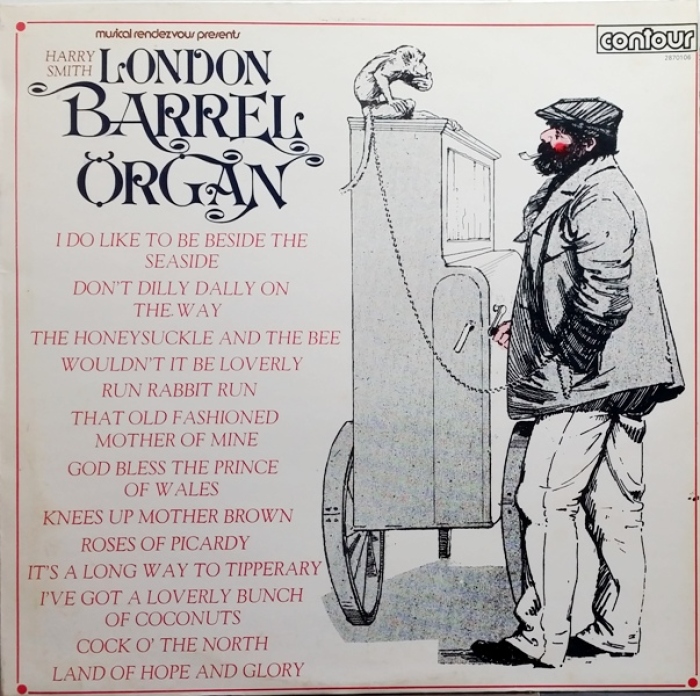 musical rendezvous presents
contour
2870106
HARRY
SMITH
LONDON
BARREL
ÖRGAN
I DO LIKE TO BE BESIDE THE
SEASIDE
DON'T DILLY DALLY ON
THE WAY
THE HONEYSUCKLE AND THE BEE
WOULDN'T IT BE LOVERLY
RUN RABBIT RUN
THAT OLD FASHIONED
MOTHER OF MINE
GOD BLESS THE PRINCE
OF WALES
KNEES UP MOTHER BROWN
ROSES OF PICARDY
IT'S A LONG WAY TO TIPPERARY
I'VE GOT A LOVERLY BUNCH
OF COCONUTS
COCK O' THE NORTH
LAND OF HOPE AND GLORY